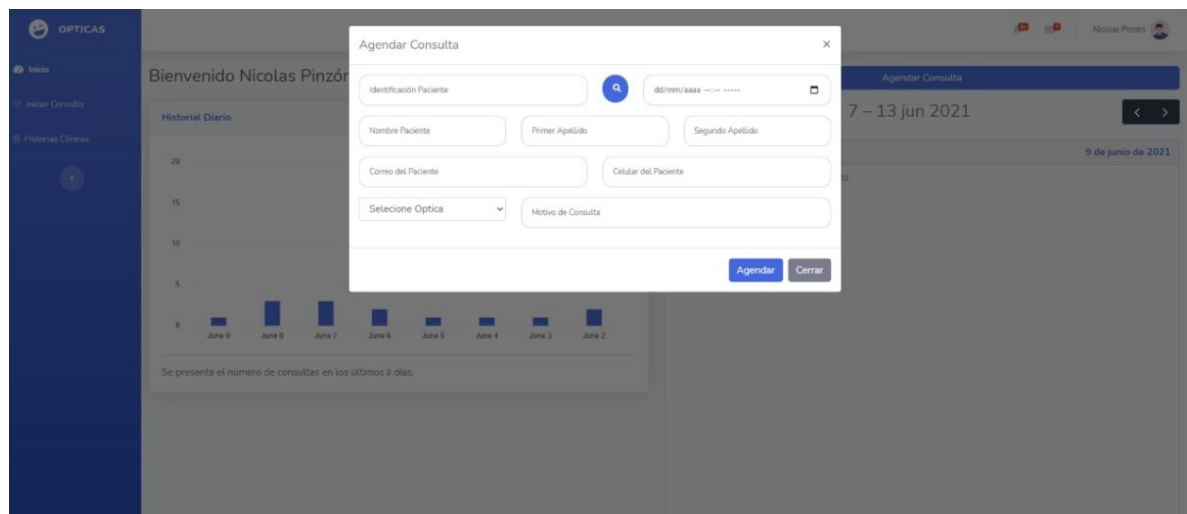 OPTICAS
Nicolas Pinzón
Inicio
Iniciar Consulta
Historias Clínicas
Bienvenido Nicolas Pinzón
Agendar Consulta
7 – 13 jun 2021
9 de junio de 2021
Historial Diario
20
15
10
5
0
June 9 June 8 June 7 June 6 June 5 June 4 June 3 June 2
Se presenta el número de consultas en los ultimos 8 días.
Agendar Consulta ×
Identificación Paciente
dd/mm/aaaa --:-- -----
Nombre Paciente Primer Apellido Segundo Apellido
Correo del Paciente Celular del Paciente
Selecione Optica Motivo de Consulta
Agendar Cerrar